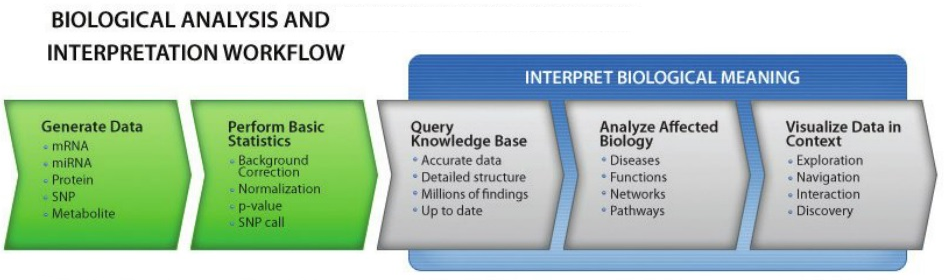 BIOLOGICAL ANALYSIS AND
INTERPRETATION WORKFLOW
INTERPRET BIOLOGICAL MEANING
Generate Data
• mRNA
• miRNA
• Protein
• SNP
• Metabolite
Perform Basic
Statistics
• Background
Correction
• Normalization
• p-value
• SNP call
Query
Knowledge Base
• Accurate data
• Detailed structure
• Millions of findings
• Up to date
Analyze Affected
Biology
• Diseases
• Functions
• Networks
• Pathways
Visualize Data in
Context
• Exploration
• Navigation
• Interaction
• Discovery